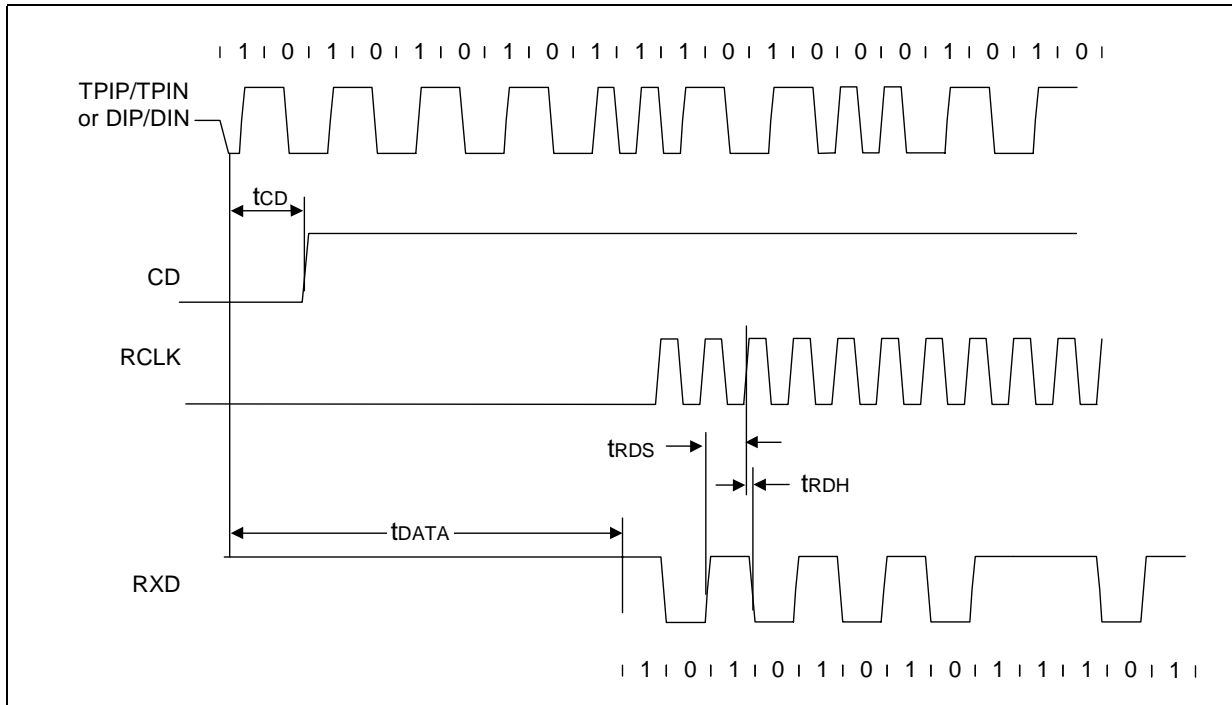 1 0 1 0 1 0 1 0 1 1 1 0 1 0 0 0 1 0 1 0
TPIP/TPIN
or DIP/DIN
tCD
CD
RCLK
tRDS
tRDH
tDATA
RXD
1 0 1 0 1 0 1 0 1 1 1 0 1